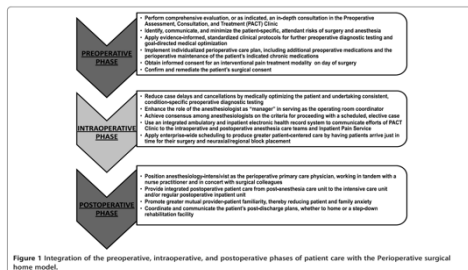 • Perform comprehensive evaluation, or as indicated, an in-depth consultation in the Preoperative
Assessment, Consultation, and Treatment (PACT) Clinic
• Identify, communicate, and minimize the patient-specific, attendant risks of surgery and anesthesia
• Apply evidence-informed, standardized clinical protocols for further preoperative diagnostic testing and
goal-directed medical optimization
• Implement individualized perioperative care plan, including additional preoperative medications and the
perioperative maintenance of the patient's indicated chronic medications
• Obtain informed consent for an interventional pain treatment modality on day of surgery
• Confirm and remediate the patient's surgical consent
PREOPERATIVE
PHASE
• Reduce case delays and cancellations by medically optimizing the patient and undertaking consistent,
condition-specific preoperative diagnostic testing
• Enhance the role of the anesthesiologist as "manager" in serving as the operating room coordinator
• Achieve consensus among anesthesiologists on the criteria for proceeding with a scheduled, elective case
• Use an integrated ambulatory and inpatient electronic health record system to communicate efforts of PACT
Clinic to the intraoperative and postoperative anesthesia care teams and Inpatient Pain Service
• Apply enterprise-wide scheduling to produce greater patient-centered care by having patients arrive just in
time for their surgery and neuraxial/regional block placement
INTRAOPERATIVE
PHASE
• Position anesthesiology-intensivist as the perioperative primary care physician, working in tandem with a
nurse practitioner and in concert with surgical colleagues
• Provide integrated postoperative patient care from post-anesthesia care unit to the intensive care unit
and/or regular postoperative inpatient unit
• Promote greater mutual provider-patient familiarity, thereby reducing patient and family anxiety
• Coordinate and communicate the patient's post-discharge plans, whether to home or a step-down
rehabilitation facility
POSTOPERATIVE
PHASE
Figure 1 Integration of the preoperative, intraoperative, and postoperative phases of patient care with the Perioperative surgical
home model.